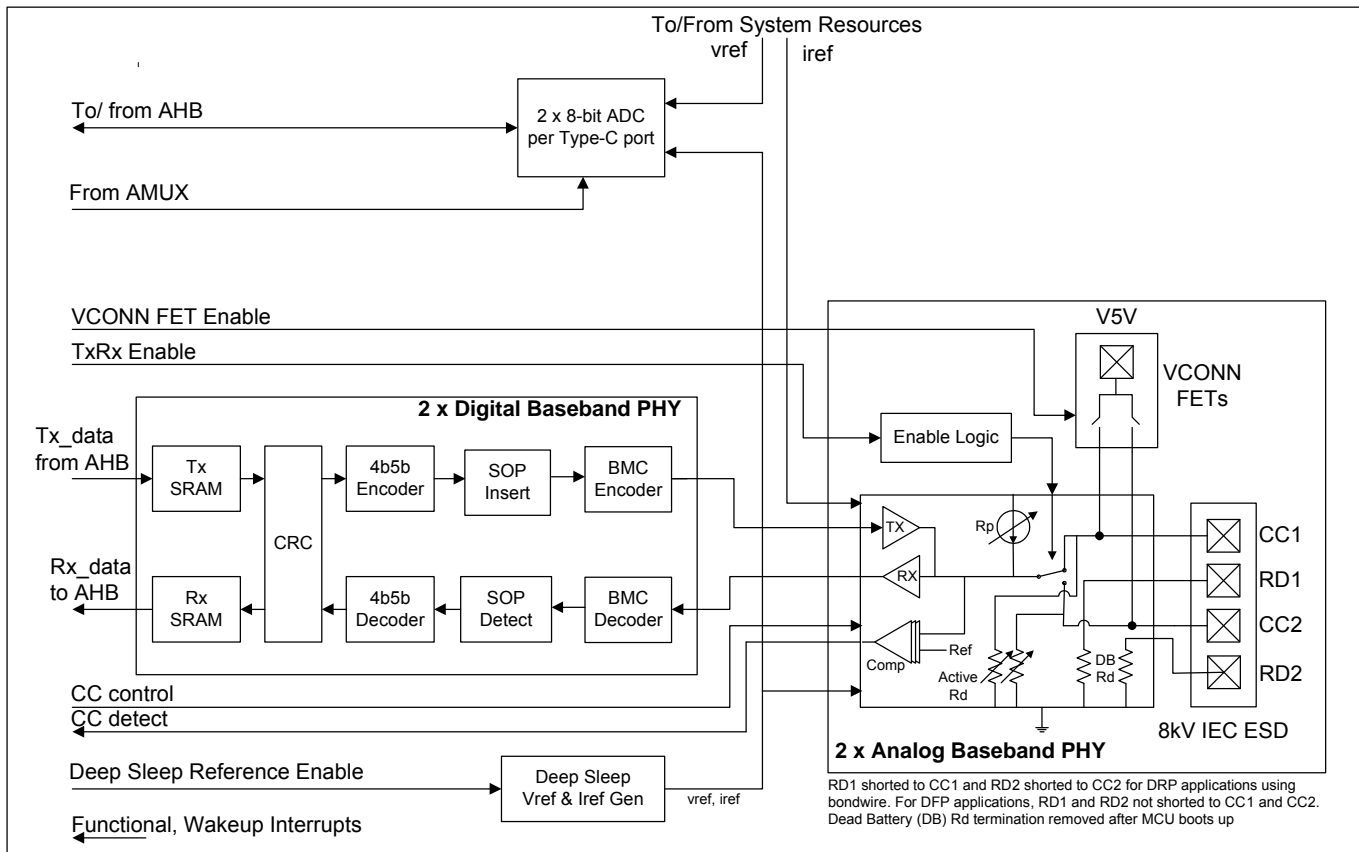 To/From System Resources
vref
iref
To/ from AHB
2 x 8-bit ADC
per Type-C port
From AMUX
VCONN FET Enable
V5V
TxRx Enable
VCONN
FETs
2 x Digital Baseband PHY
Enable Logic
Tx_data
from AHB
Tx
SRAM
CRC
4b5b
Encoder
SOP
Insert
BMC
Encoder
TX
Rp
CC1
Rx_data
to AHB
Rx
SRAM
4b5b
Decoder
SOP
Detect
BMC
Decoder
RX
RD1
CC2
Comp
Ref
Active
Rd
DB
Rd
RD2
CC control
CC detect
8kV IEC ESD
2 x Analog Baseband PHY
Deep Sleep Reference Enable
Deep Sleep
Vref & Iref Gen
vref, iref
Functional, Wakeup Interrupts
RD1 shorted to CC1 and RD2 shorted to CC2 for DRP applications using
bondwire. For DFP applications, RD1 and RD2 not shorted to CC1 and CC2.
Dead Battery (DB) Rd termination removed after MCU boots up